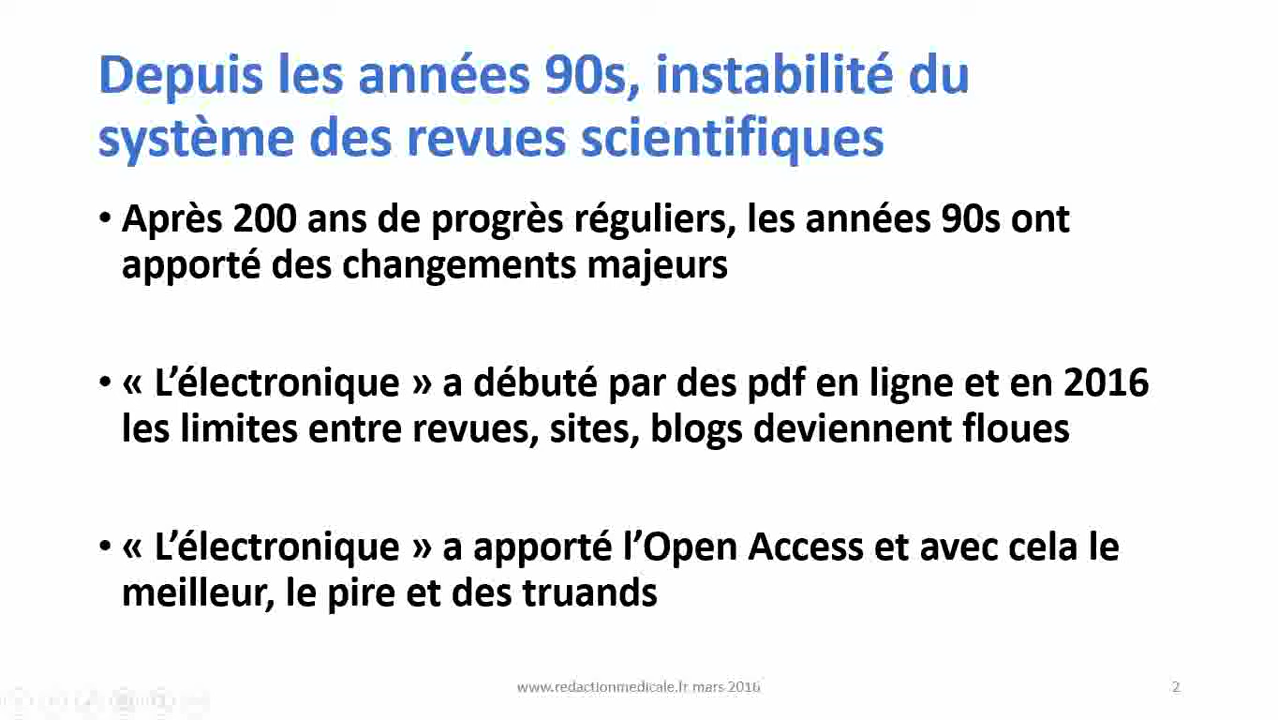 Depuis les années 90s, instabilité du
système des revues scientifiques
• Après 200 ans de progrès réguliers, les années 90s ont
apporté des changements majeurs
• « L’électronique » a débuté par des pdf en ligne et en 2016
les limites entre revues, sites, blogs deviennent floues
• « L’électronique » a apporté l’Open Access et avec cela le
meilleur, le pire et des truands
www.redactionmedicale.fr mars 2016
2